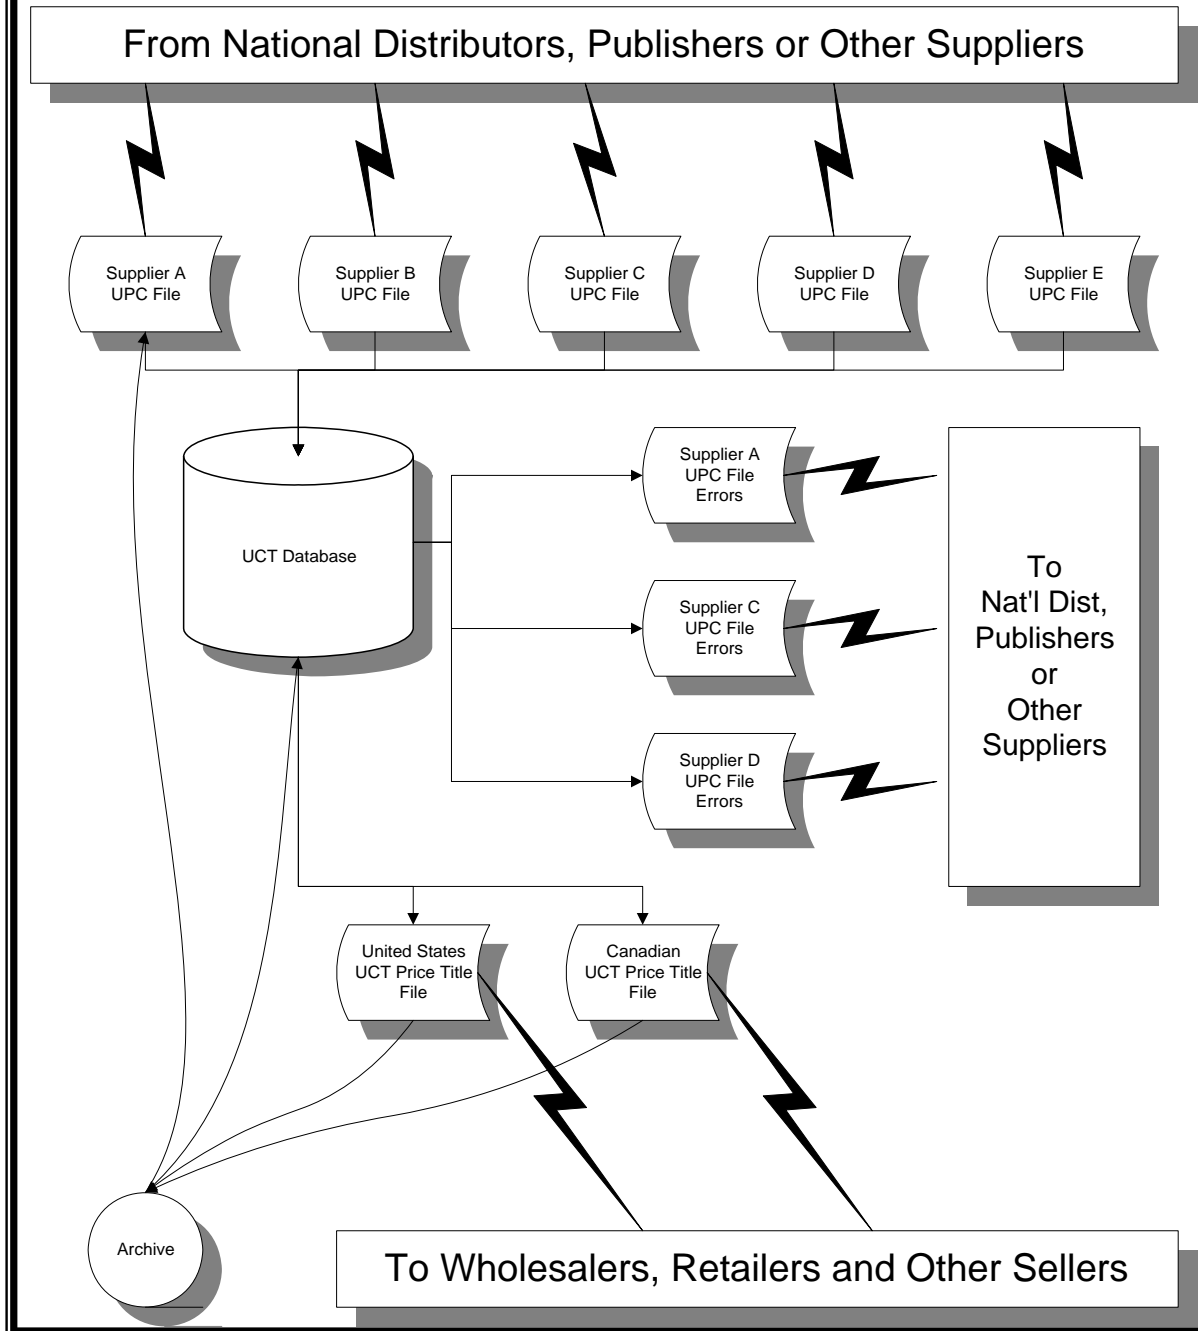 From National Distributors, Publishers or Other Suppliers
Supplier A
UPC File
Supplier B
UPC File
Supplier C
UPC File
Supplier D
UPC File
Supplier E
UPC File
UCT Database
Supplier A
UPC File
Errors
Supplier C
UPC File
Errors
Supplier D
UPC File
Errors
To
Nat'l Dist,
Publishers
or
Other
Suppliers
United States
UCT Price Title
File
Canadian
UCT Price Title
File
Archive
To Wholesalers, Retailers and Other Sellers